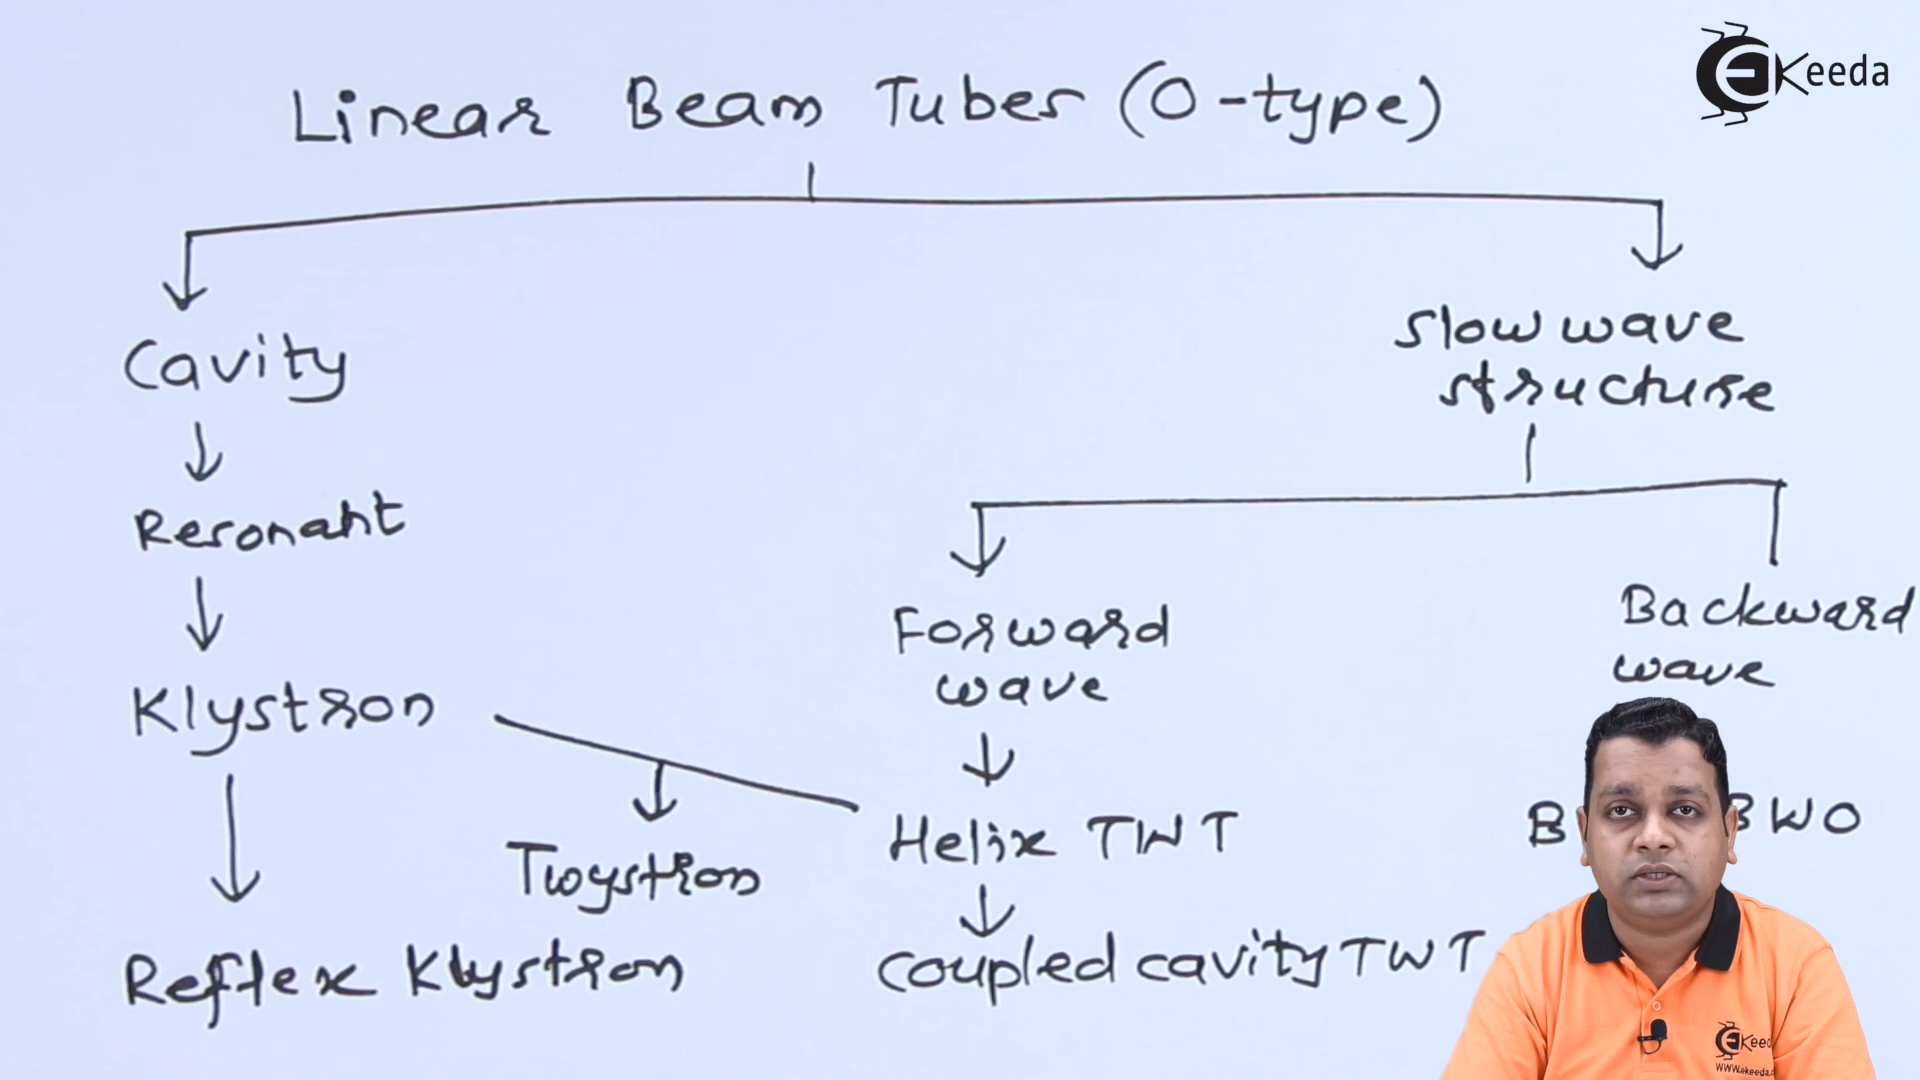 EKeeda
Linear Beam Tubes (O-type)
Cavity
Slow wave
structure
Resonant
Forward
wave
Backward
wave
Klystron
Helix TWT
BWO
Twystron
Reflex Klystron
Coupled cavity TWT
EKeeda